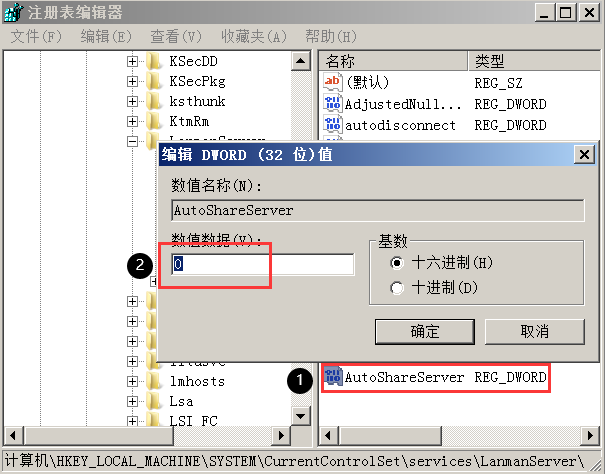 注册表编辑器
文件(F) 编辑(E) 查看(V) 收藏夹(A) 帮助(H)
KSecDD
KSecPkg
ksthunk
KtmRm
lmhosts
Lsa
LSI_FC
名称 类型
(默认) REG_SZ
AdjustedNull... REG_DWORD
autodisconnect REG_DWORD
编辑 DWORD (32 位)值
数值名称(N):
AutoShareServer
数值数据(V):
0
基数
十六进制(H)
十进制(D)
确定 取消
2
1
AutoShareServer REG_DWORD
计算机\HKEY_LOCAL_MACHINE\SYSTEM\CurrentControlSet\services\LanmanServer\